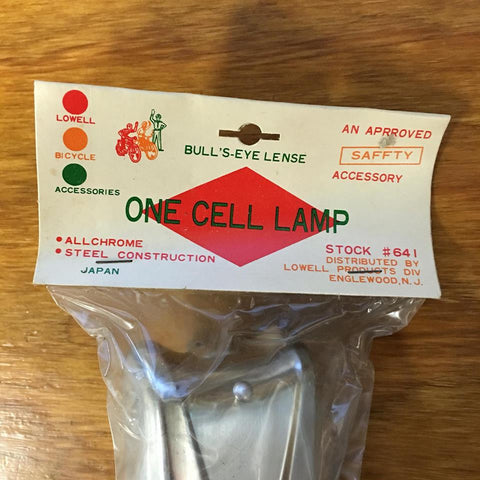 LOWELL
BICYCLE
ACCESSORIES
BULL'S-EYE LENSE
AN APRROVED
SAFFTY
ACCESSORY
ONE CELL LAMP
• ALLCHROME
• STEEL CONSTRUCTION
JAPAN
STOCK #641
DISTRIBUTED BY
LOWELL PRODUCTS DIV
ENGLEWOOD, N.J.